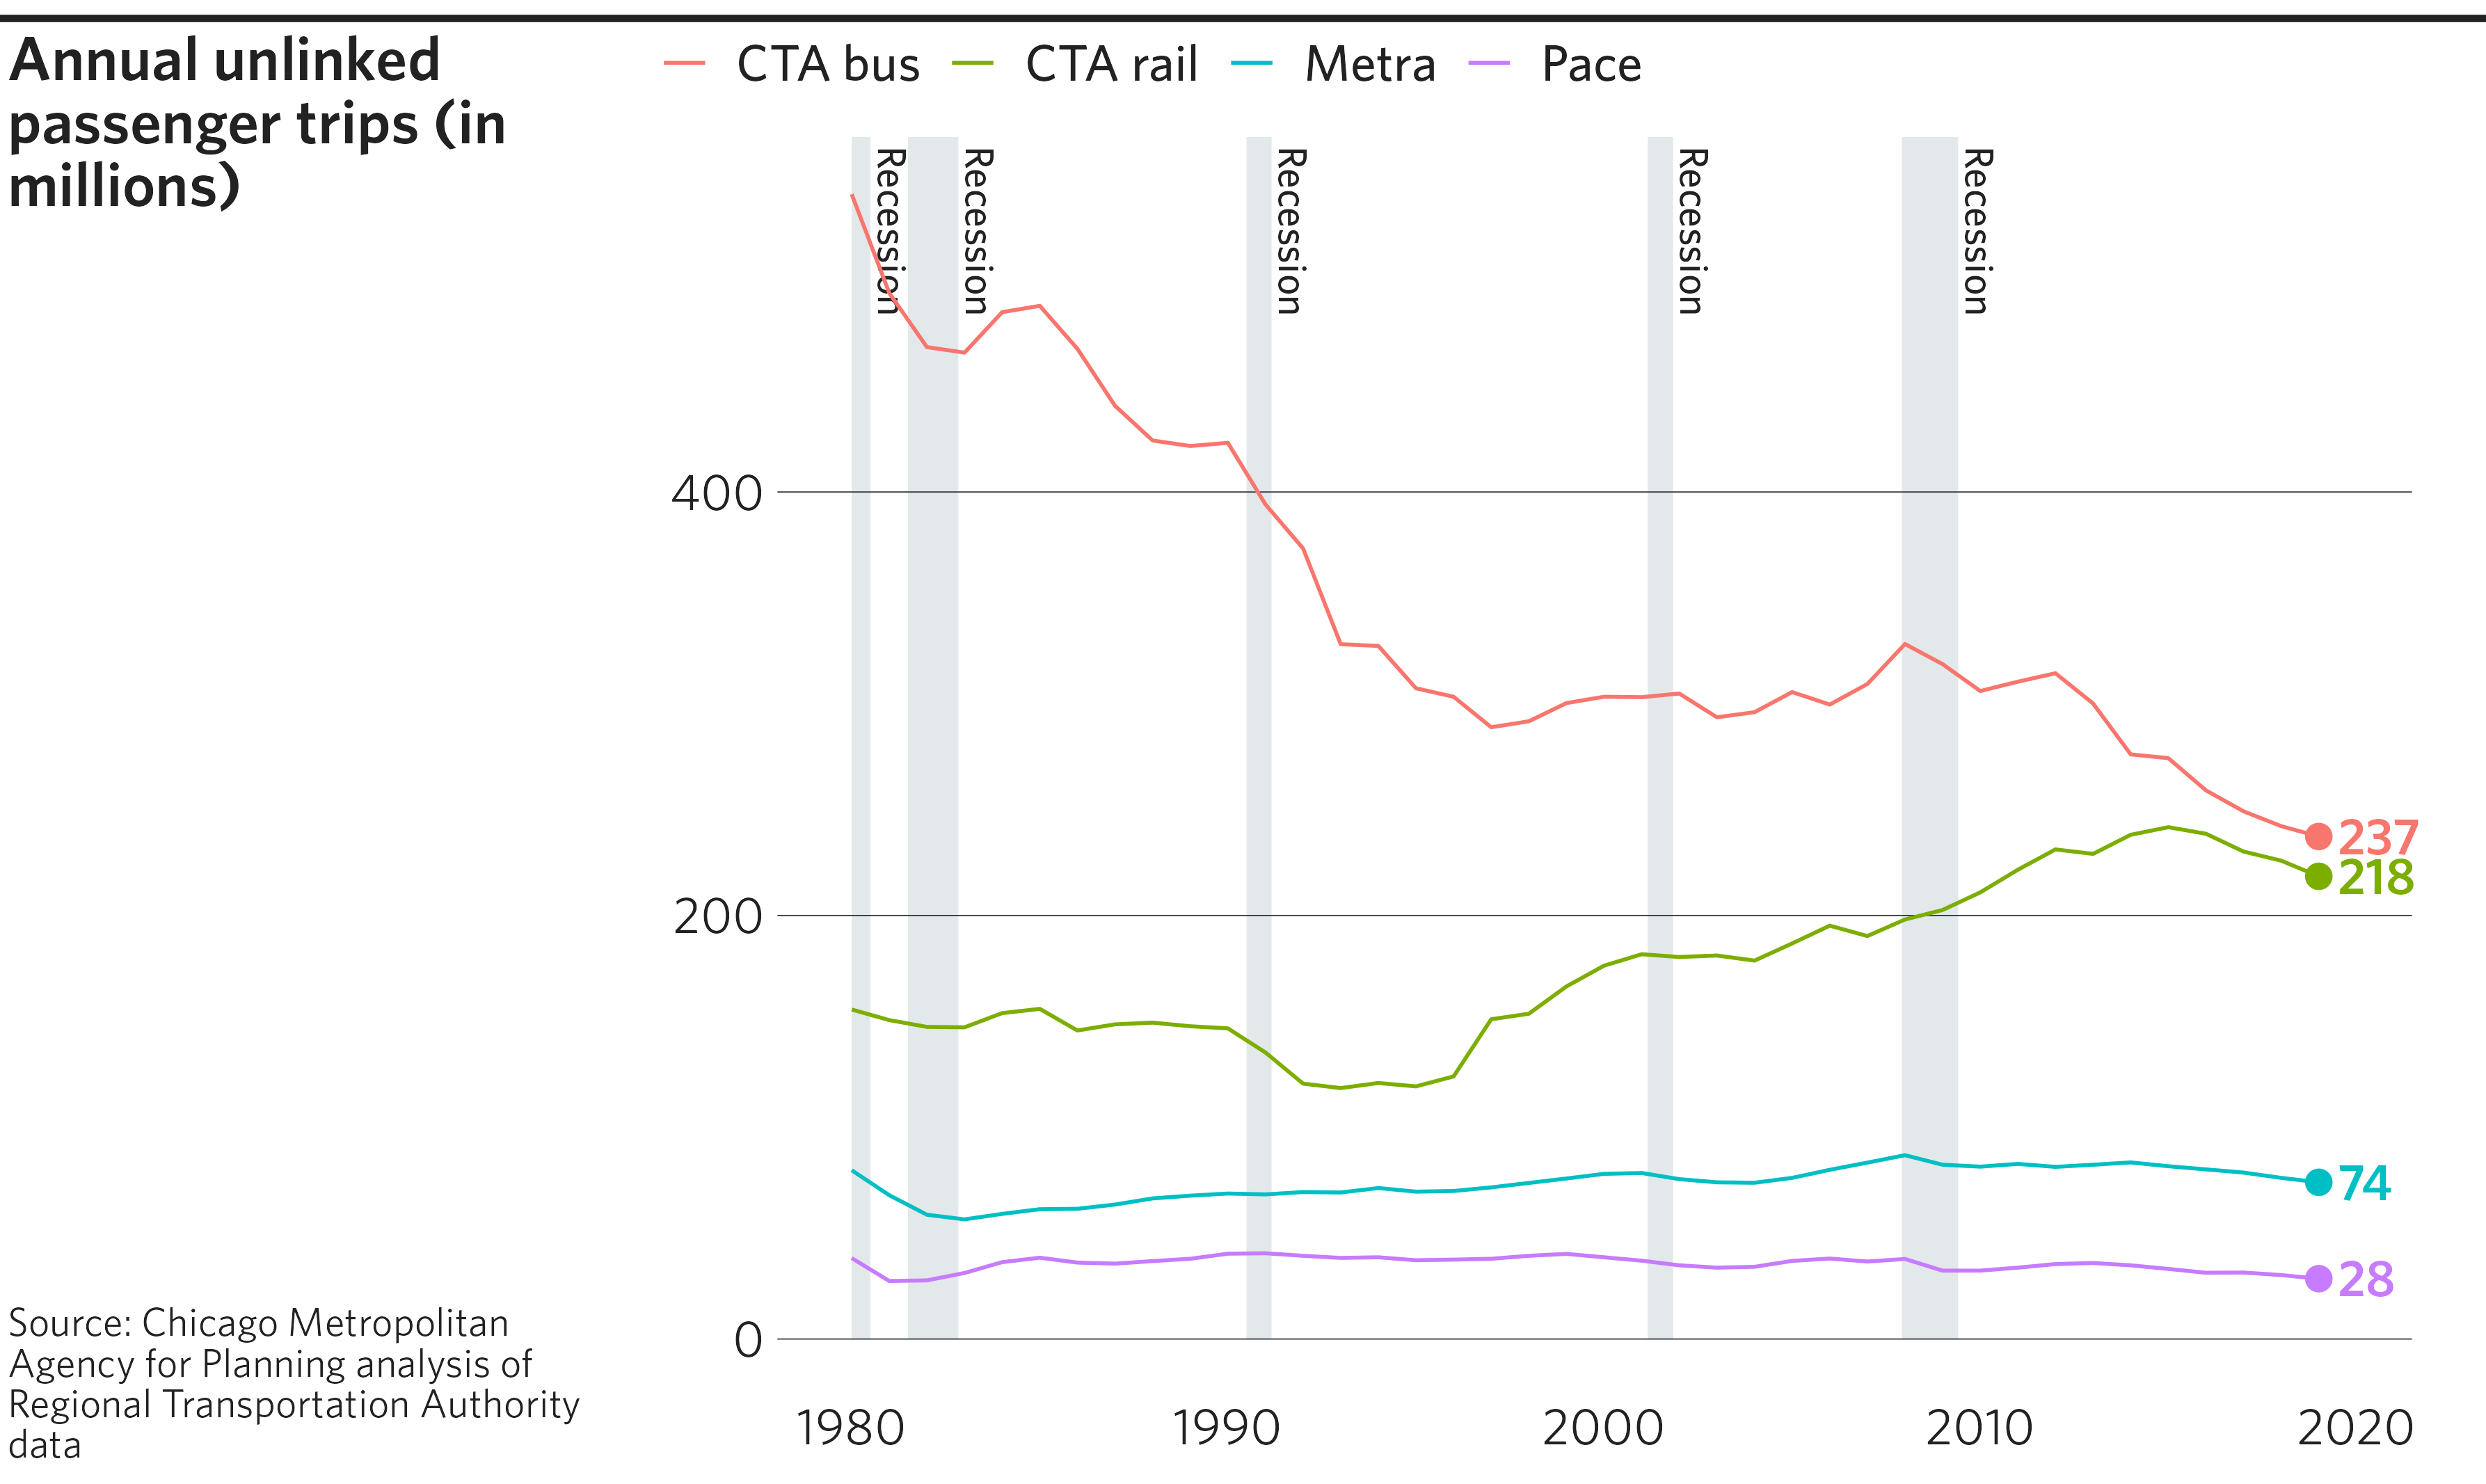 Annual unlinked
passenger trips (in
millions)
CTA bus CTA rail Metra Pace
Recession Recession Recession Recession Recession
400
237
218
200
74
28
0
1980 1990 2000 2010 2020
Source: Chicago Metropolitan
Agency for Planning analysis of
Regional Transportation Authority
data